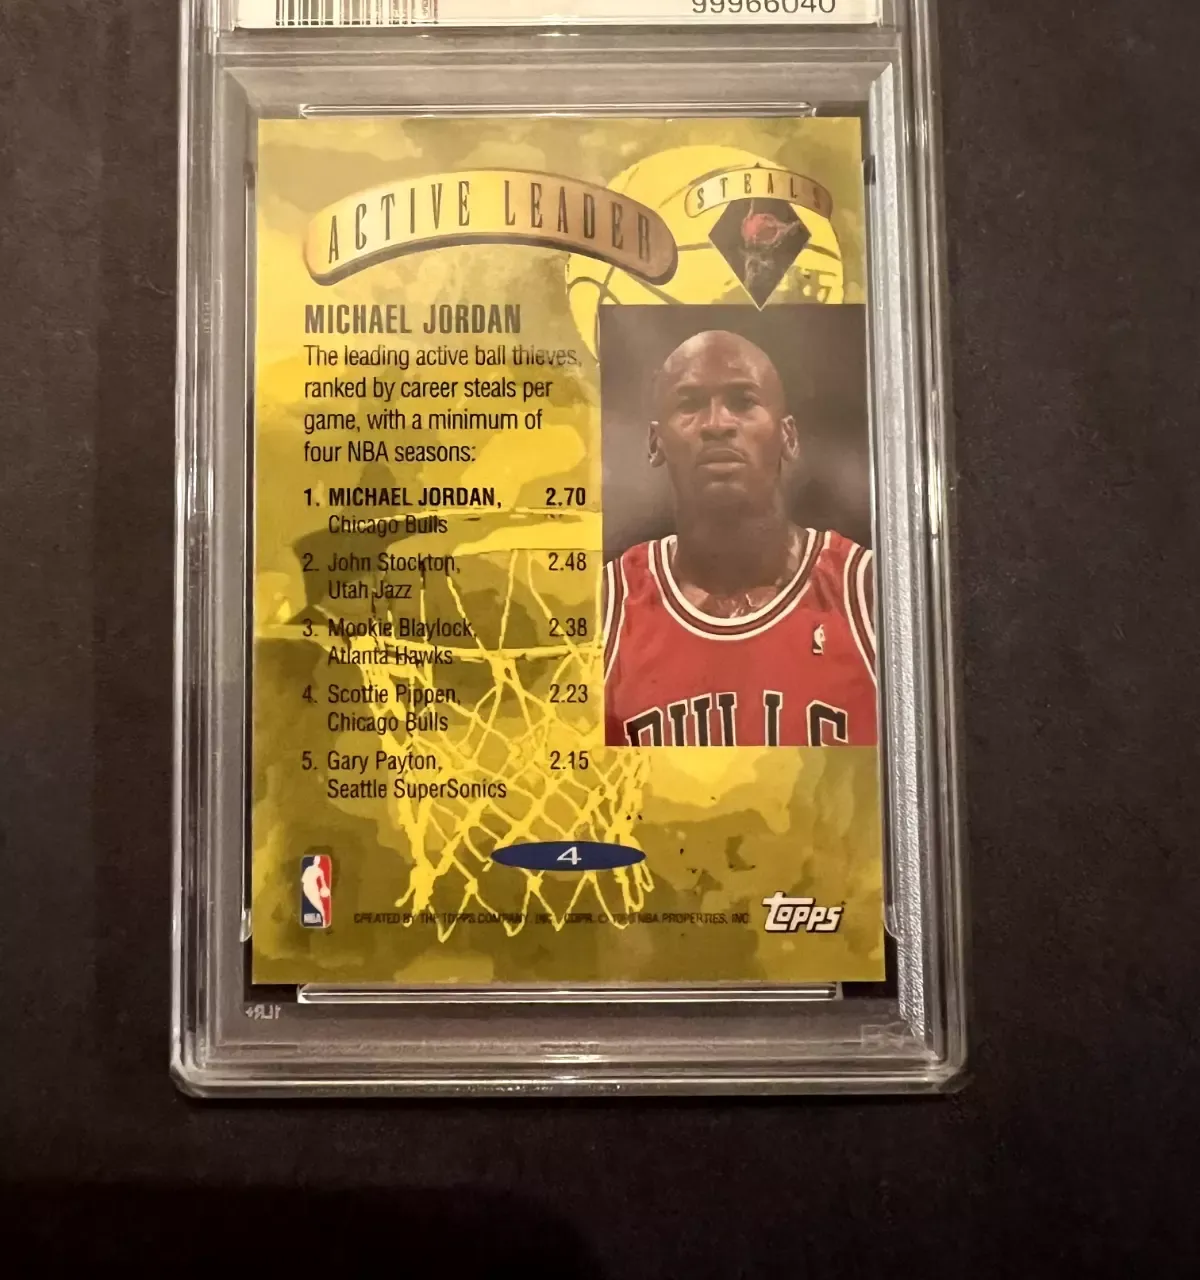 99966040
ACTIVE LEADER
STEALS
MICHAEL JORDAN
The leading active ball thieves,
ranked by career steals per
game, with a minimum of
four NBA seasons:
1. MICHAEL JORDAN, 2.70
Chicago Bulls
2. John Stockton, 2.48
Utah Jazz
3. Mookie Blaylock, 2.38
Atlanta Hawks
4. Scottie Pippen, 2.23
Chicago Bulls
5. Gary Payton, 2.15
Seattle SuperSonics
BULLS
4
NBA
CREATED BY THE TOPPS COMPANY, INC. COPR. © NBA PROPERTIES, INC.
TOPPS